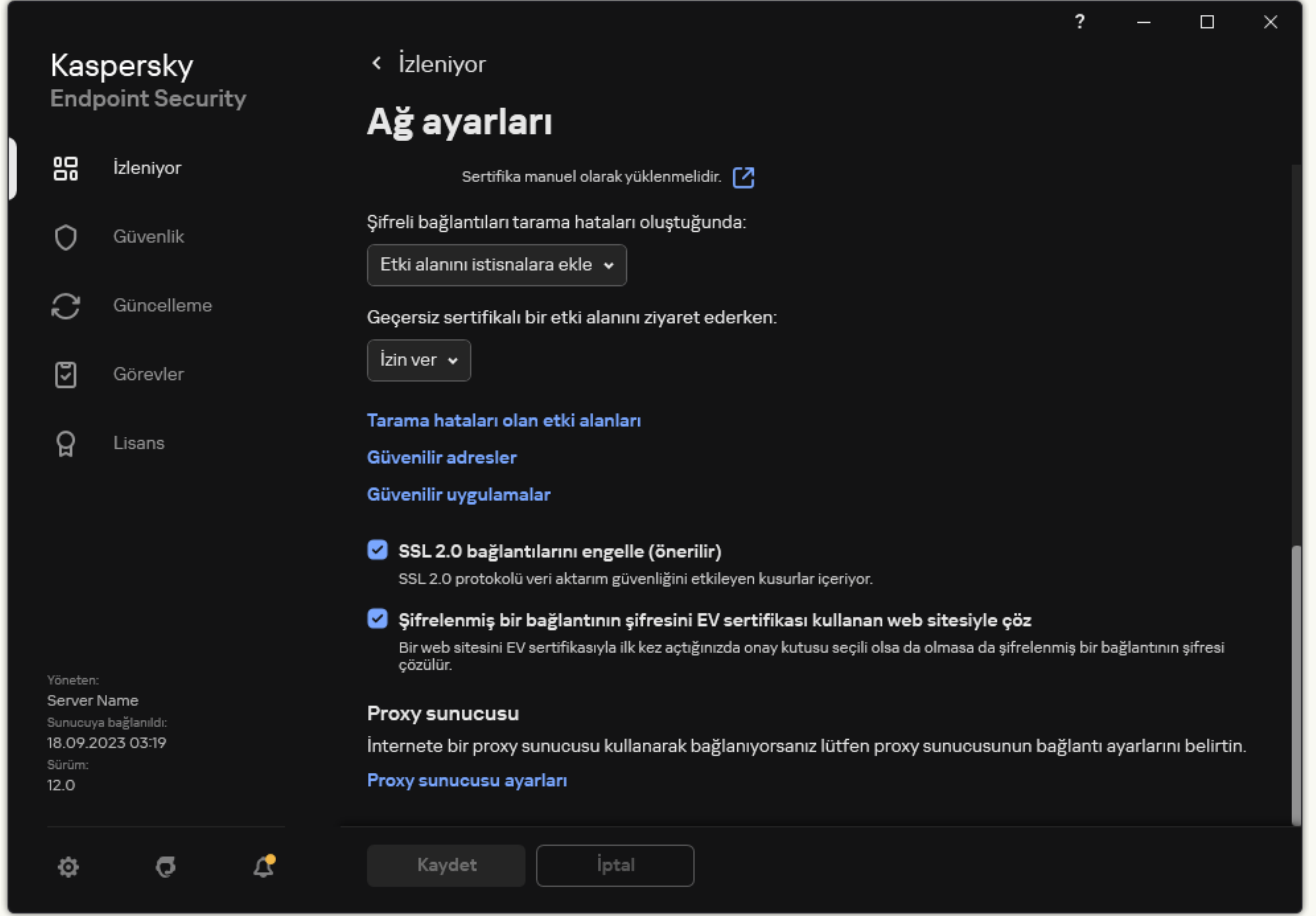 ?
Kaspersky
Endpoint Security
İzleniyor
Güvenlik
Güncelleme
Görevler
Lisans
Yöneten:
Server Name
Sunucuya bağlanıldı:
18.09.2023 03:19
Sürüm:
12.0
İzleniyor
Ağ ayarları
Sertifika manuel olarak yüklenmelidir.
Şifreli bağlantıları tarama hataları oluştuğunda:
Etki alanını istisnalara ekle
Geçersiz sertifikalı bir etki alanını ziyaret ederken:
İzin ver
Tarama hataları olan etki alanları
Güvenilir adresler
Güvenilir uygulamalar
SSL 2.0 bağlantılarını engelle (önerilir)
SSL 2.0 protokolü veri aktarım güvenliğini etkileyen kusurlar içeriyor.
Şifrelenmiş bir bağlantının şifresini EV sertifikası kullanan web sitesiyle çöz
Bir web sitesini EV sertifikasıyla ilk kez açtığınızda onay kutusu seçili olsa da olmasa da şifrelenmiş bir bağlantının şifresi
çözülür.
Proxy sunucusu
İnternete bir proxy sunucusu kullanarak bağlanıyorsanız lütfen proxy sunucusunun bağlantı ayarlarını belirtin.
Proxy sunucusu ayarları
Kaydet
İptal